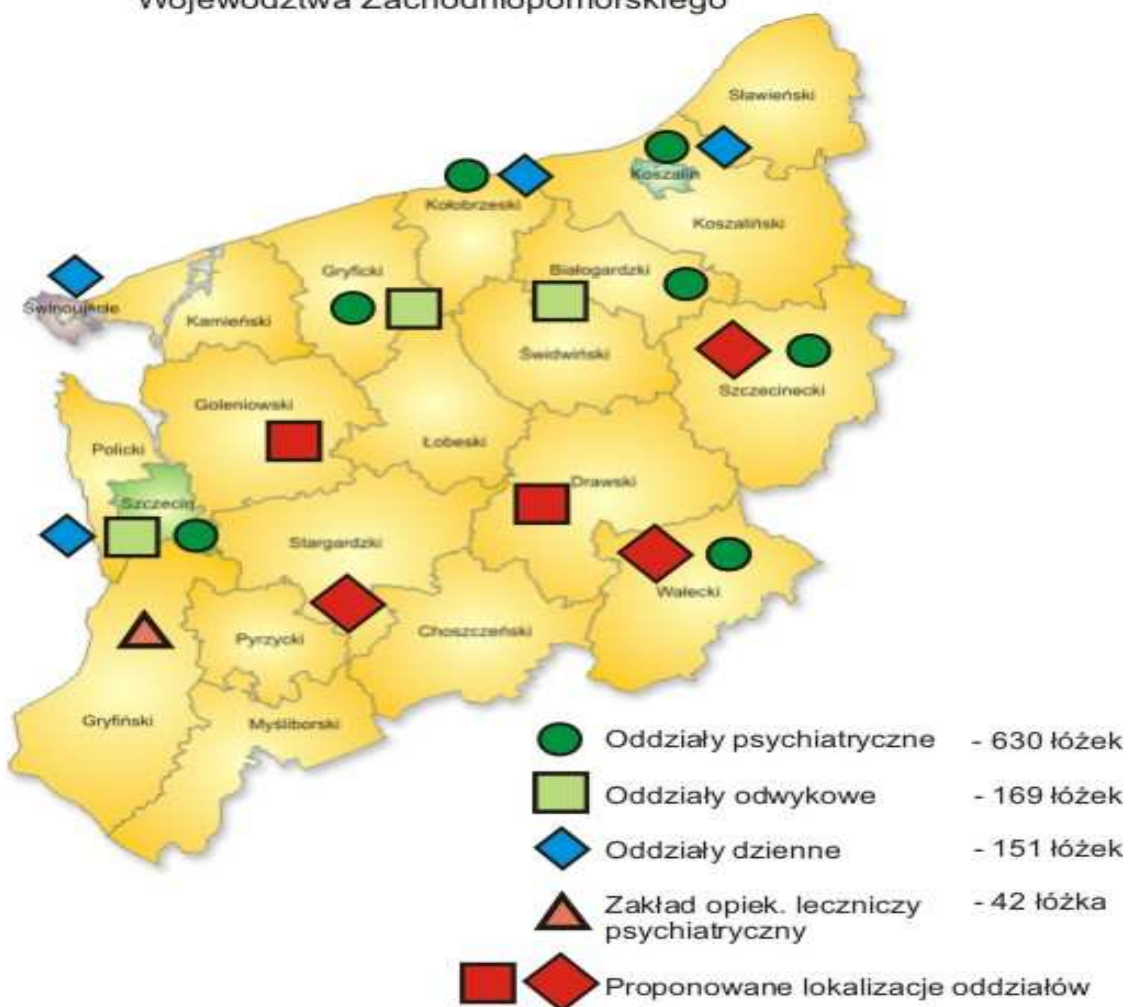 Województwa Zachodniopomorskiego
Sławieński
Koszalin
Kołobrzeski
Koszaliński
Gryficki
Białogardzki
Świnoujście
Kamieński
Świdwiński
Szczecinecki
Goleniowski
Łobeski
Policki
Drawski
Szczecin
Stargardzki
Wałecki
Choszczeński
Pyrzycki
Gryfiński
Myśliborski
Oddziały psychiatryczne - 630 łóżek
Oddziały odwykowe - 169 łóżek
Oddziały dzienne - 151 łóżek
Zakład opiek. leczniczy - 42 łóżka
psychiatryczny
Proponowane lokalizacje oddziałów